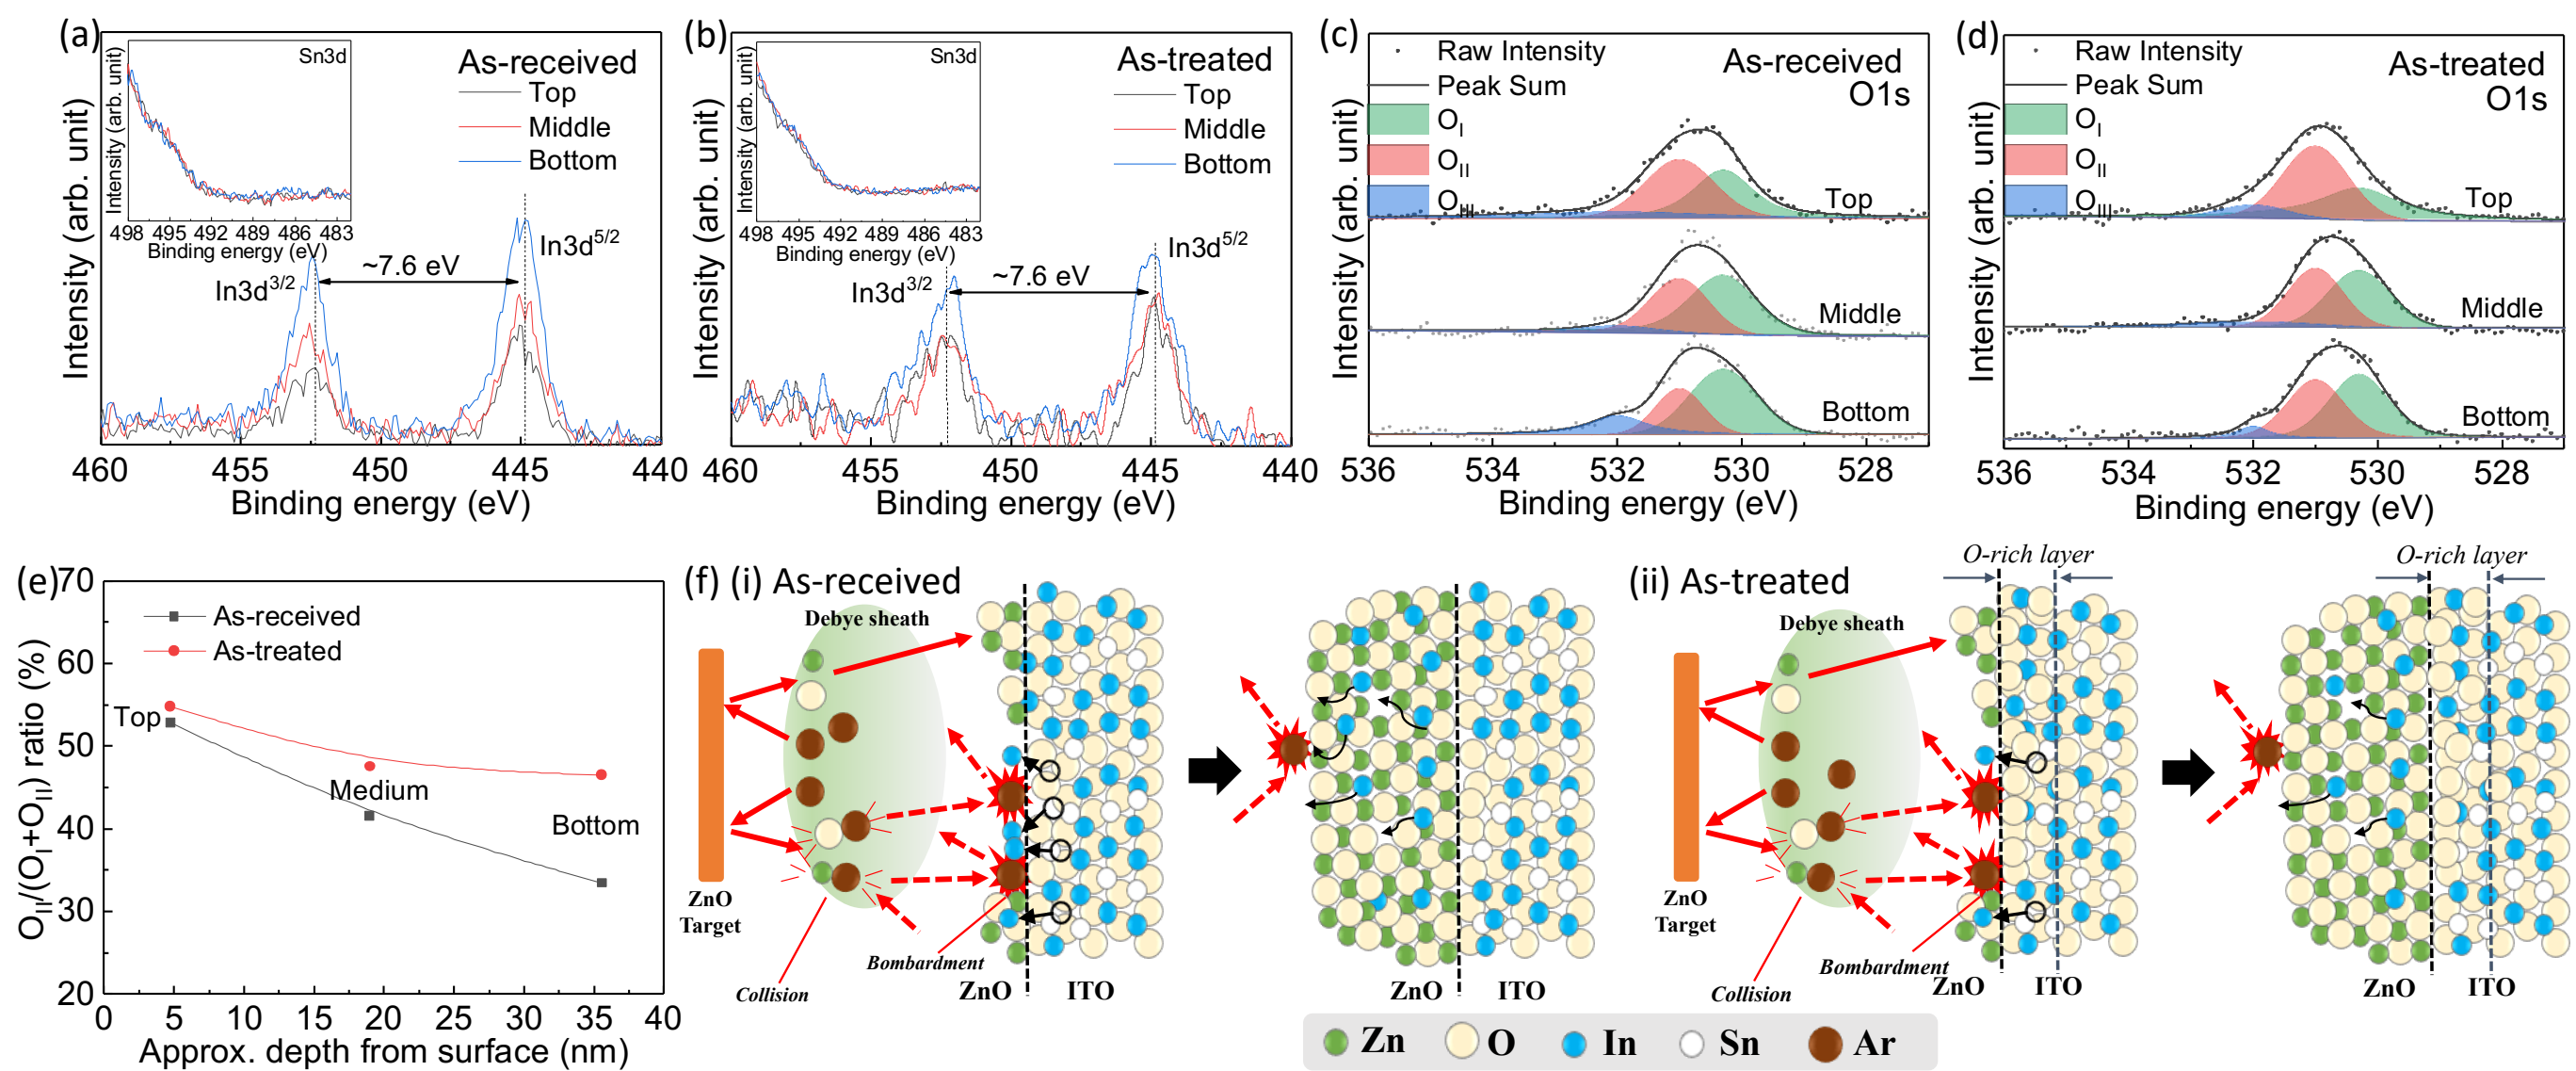 (a)
Sn3d
Intensity (arb. unit)
498 495 492 489 486 483
Binding energy (eV)
As-received
Top
Middle
Bottom
In3d3/2
~7.6 eV
In3d5/2
Intensity (arb. unit)
460 455 450 445 440
Binding energy (eV)
(b)
Sn3d
Intensity (arb. unit)
498 495 492 489 486 483
Binding energy (eV)
As-treated
Top
Middle
Bottom
In3d3/2
~7.6 eV
In3d5/2
Intensity (arb. unit)
460 455 450 445 440
Binding energy (eV)
(c)
Raw Intensity
Peak Sum
OI
OII
OIII
As-received
O1s
Top
Middle
Bottom
Intensity (arb. unit)
536 534 532 530 528
Binding energy (eV)
(d)
Raw Intensity
Peak Sum
OI
OII
OIII
As-treated
O1s
Top
Middle
Bottom
Intensity (arb. unit)
536 534 532 530 528
Binding energy (eV)
(e)
70
60
50
40
30
20
OII/(OI+OII) ratio (%)
As-received
As-treated
Top
Medium
Bottom
0 5 10 15 20 25 30 35 40
Approx. depth from surface (nm)
(f) (i) As-received
Debye sheath
ZnO
Target
Collision
Bombardment
ZnO
ITO
ZnO
ITO
(ii) As-treated
O-rich layer
O-rich layer
Debye sheath
ZnO
Target
Collision
Bombardment
ZnO
ITO
ZnO
ITO
Zn O In Sn Ar